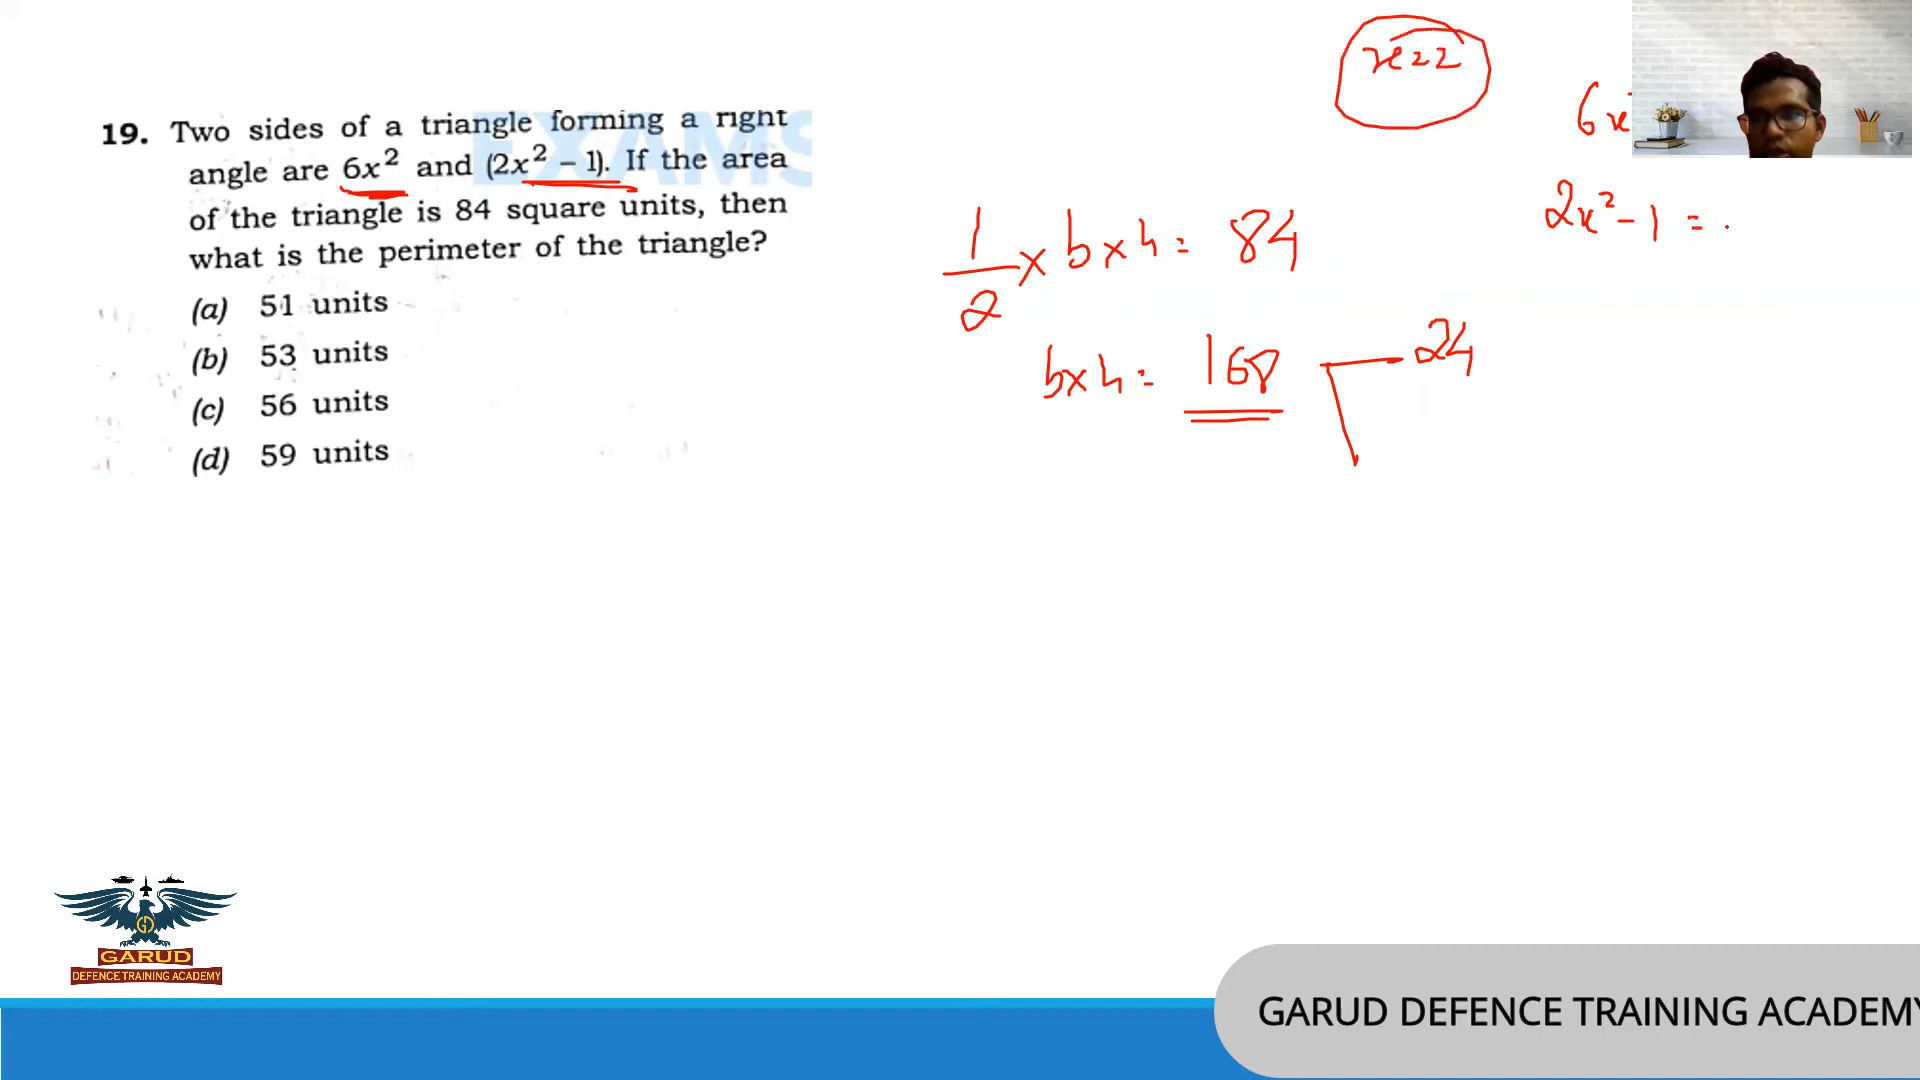 19. Two sides of a triangle forming a right
angle are 6x² and (2x² – 1). If the area
of the triangle is 84 square units, then
what is the perimeter of the triangle?
(a) 51 units
(b) 53 units
(c) 56 units
(d) 59 units
EXAMS
x=2
6x²
2x² - 1 =
1/2 × b × h = 84
b×h = 168
24
GARUD
DEFENCE TRAINING ACADEMY
GARUD DEFENCE TRAINING ACADEMY